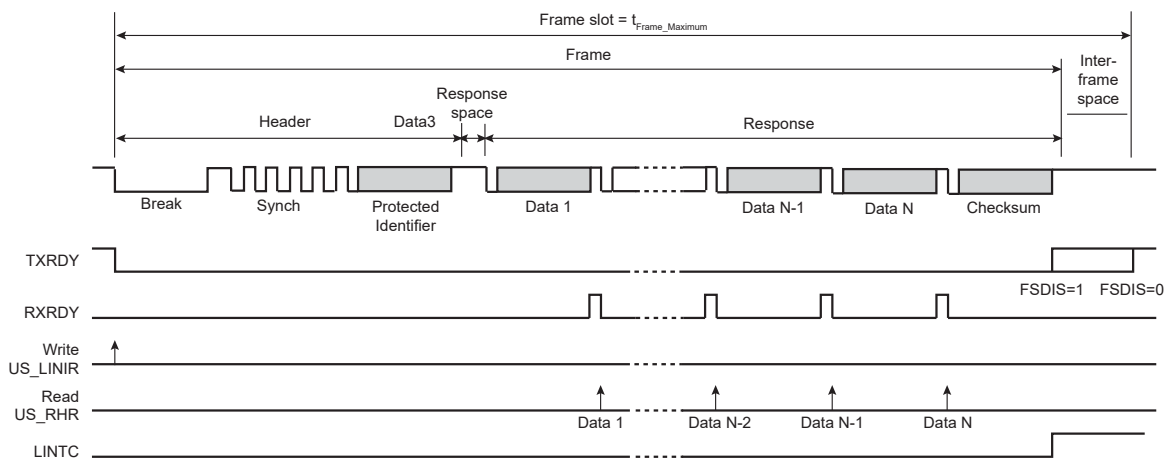 Frame slot = tFrame_Maximum
Frame
Inter-
frame
space
Response
space
Header
Data3
Response
Break
Synch
Protected
Identifier
Data 1
Data N-1
Data N
Checksum
TXRDY
FSDIS=1
FSDIS=0
RXRDY
Write
US_LINIR
Read
US_RHR
Data 1
Data N-2
Data N-1
Data N
LINTC